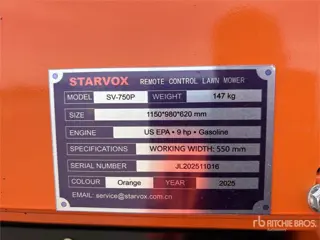 STARVOX REMOTE CONTROL LAWN MOWER
MODEL SV-750P WEIGHT 147 kg
SIZE 1150*980*620 mm
ENGINE US EPA • 9 hp • Gasoline
SPECIFICATIONS WORKING WIDTH: 550 mm
SERIAL NUMBER JL202511016
COLOUR Orange YEAR 2025
EMAIL: service@starvox.com.cn
RITCHIE BROS